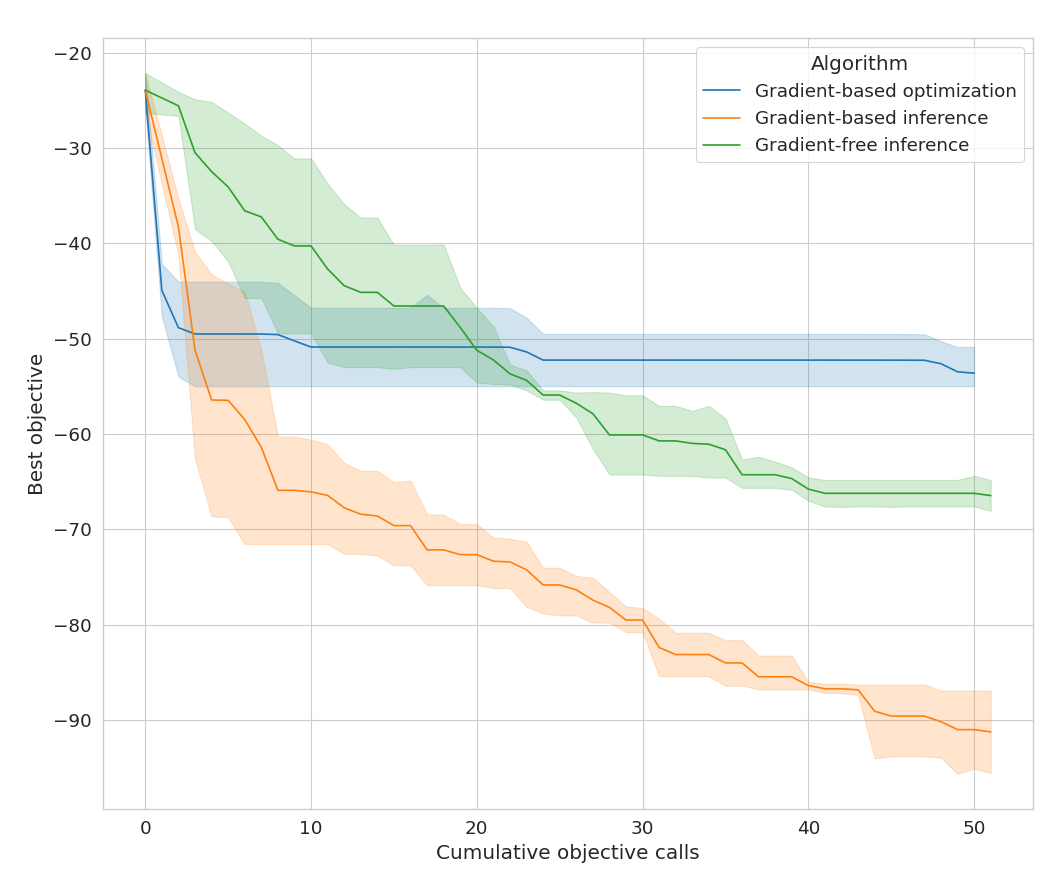 Algorithm
Gradient-based optimization
Gradient-based inference
Gradient-free inference
Best objective
−20
−30
−40
−50
−60
−70
−80
−90
0 10 20 30 40 50
Cumulative objective calls